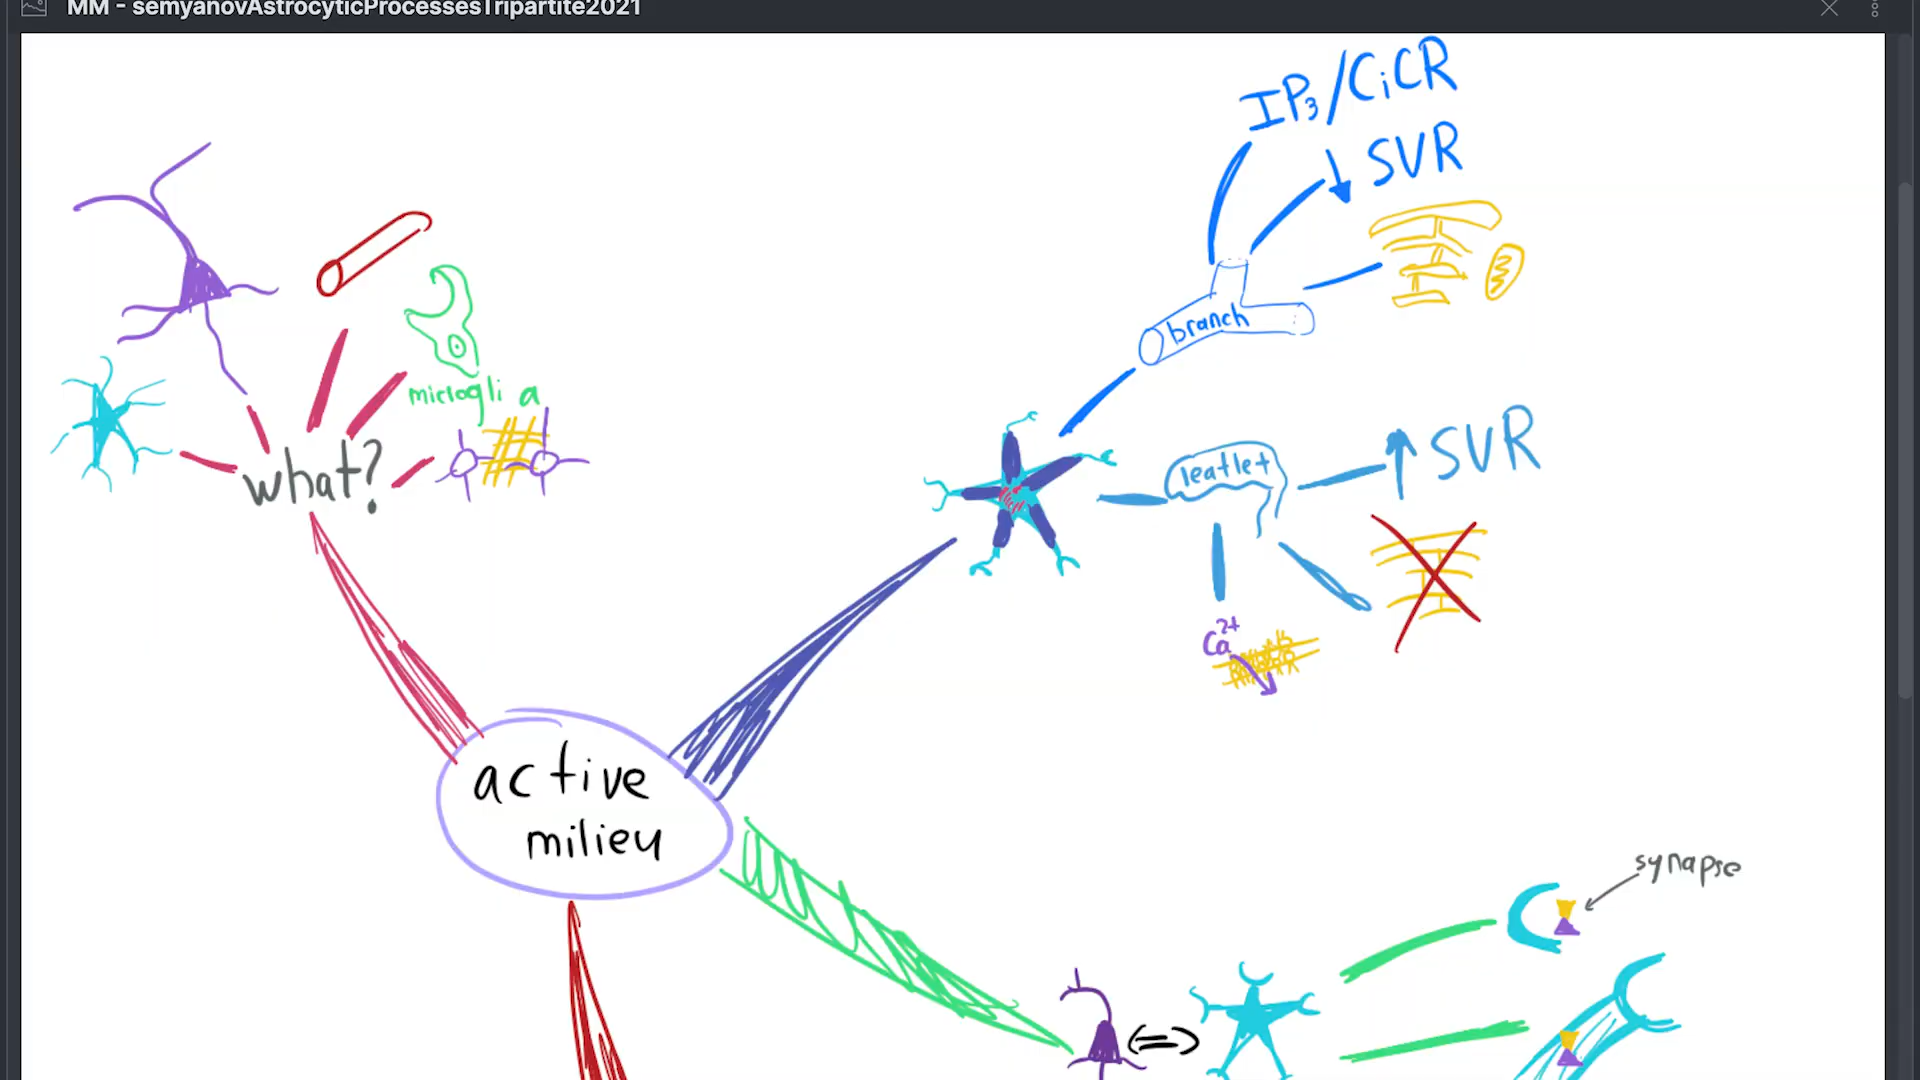 MM - semyanovAstrocyticProcessesTripartite2021
IP₃/CiCR
↓ SVR
branch
microglia
what?
leaflet
↑ SVR
Ca²⁺
active
milieu
synapse
(=>)